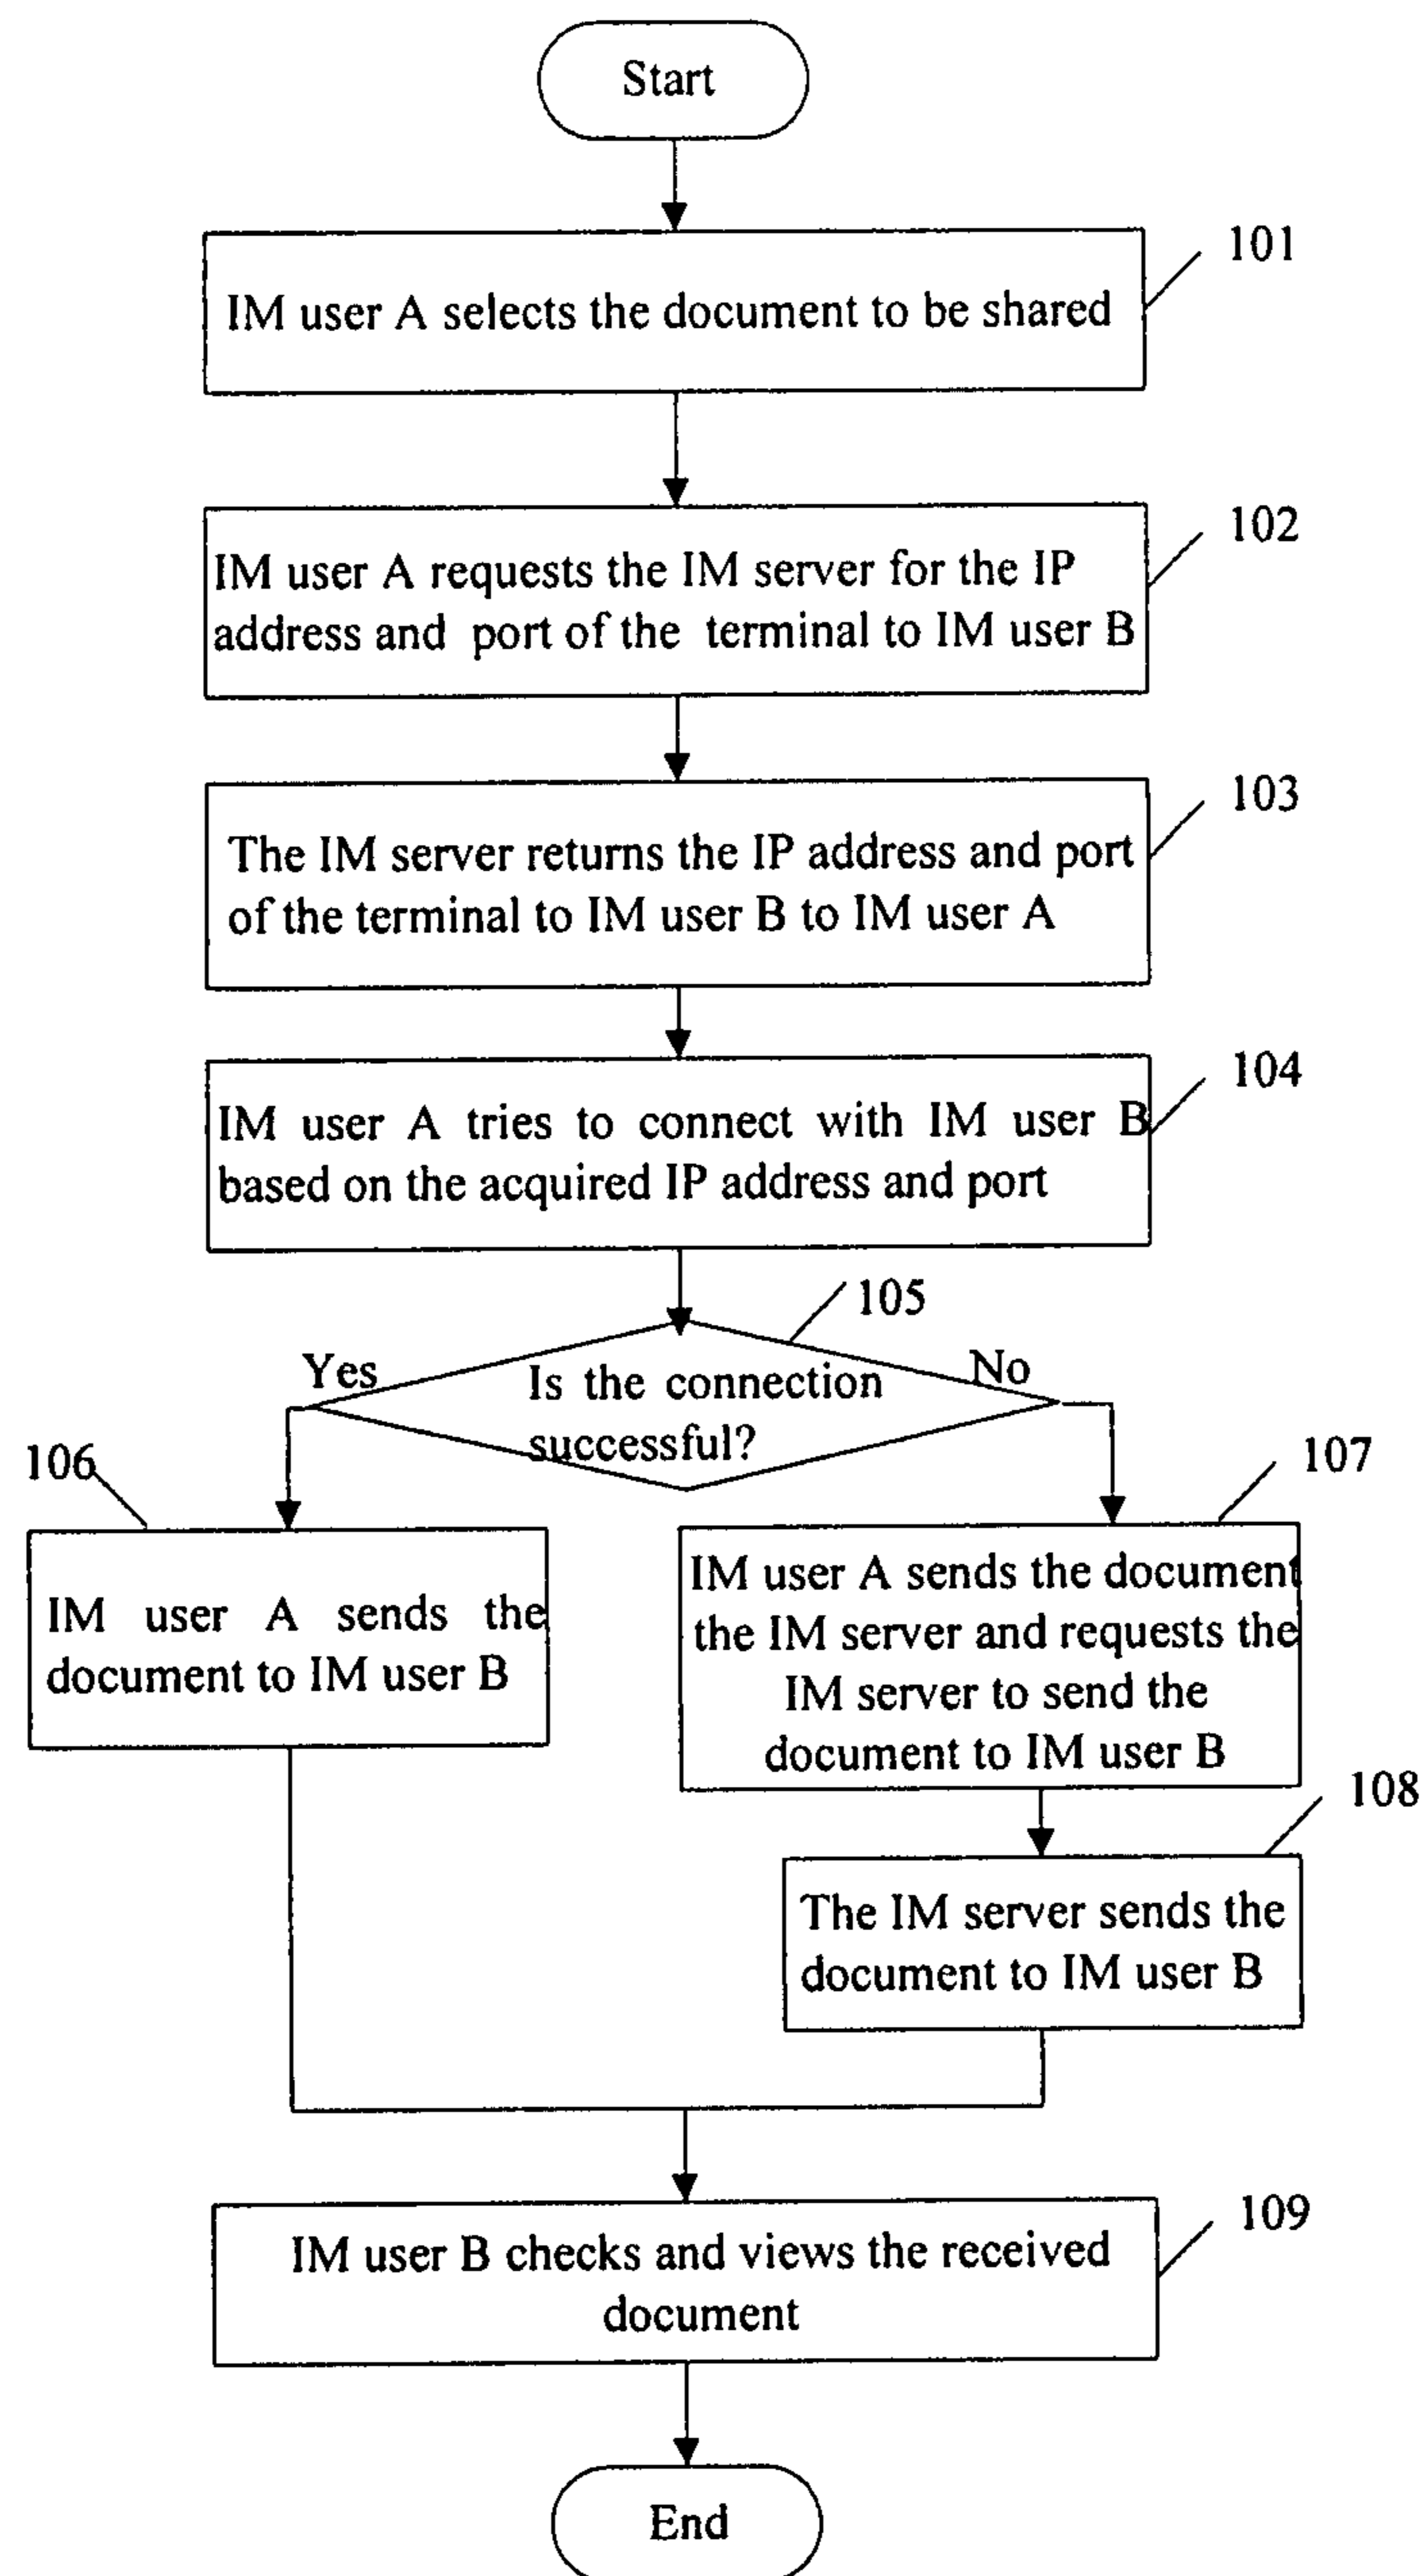 Start
101
IM user A selects the document to be shared
102
IM user A requests the IM server for the IP
address and port of the terminal to IM user B
103
The IM server returns the IP address and port
of the terminal to IM user B to IM user A
104
IM user A tries to connect with IM user B
based on the acquired IP address and port
105
Yes
No
Is the connection
successful?
106
107
IM user A sends the
document to IM user B
IM user A sends the document
the IM server and requests the
IM server to send the
document to IM user B
108
The IM server sends the
document to IM user B
109
IM user B checks and views the received
document
End